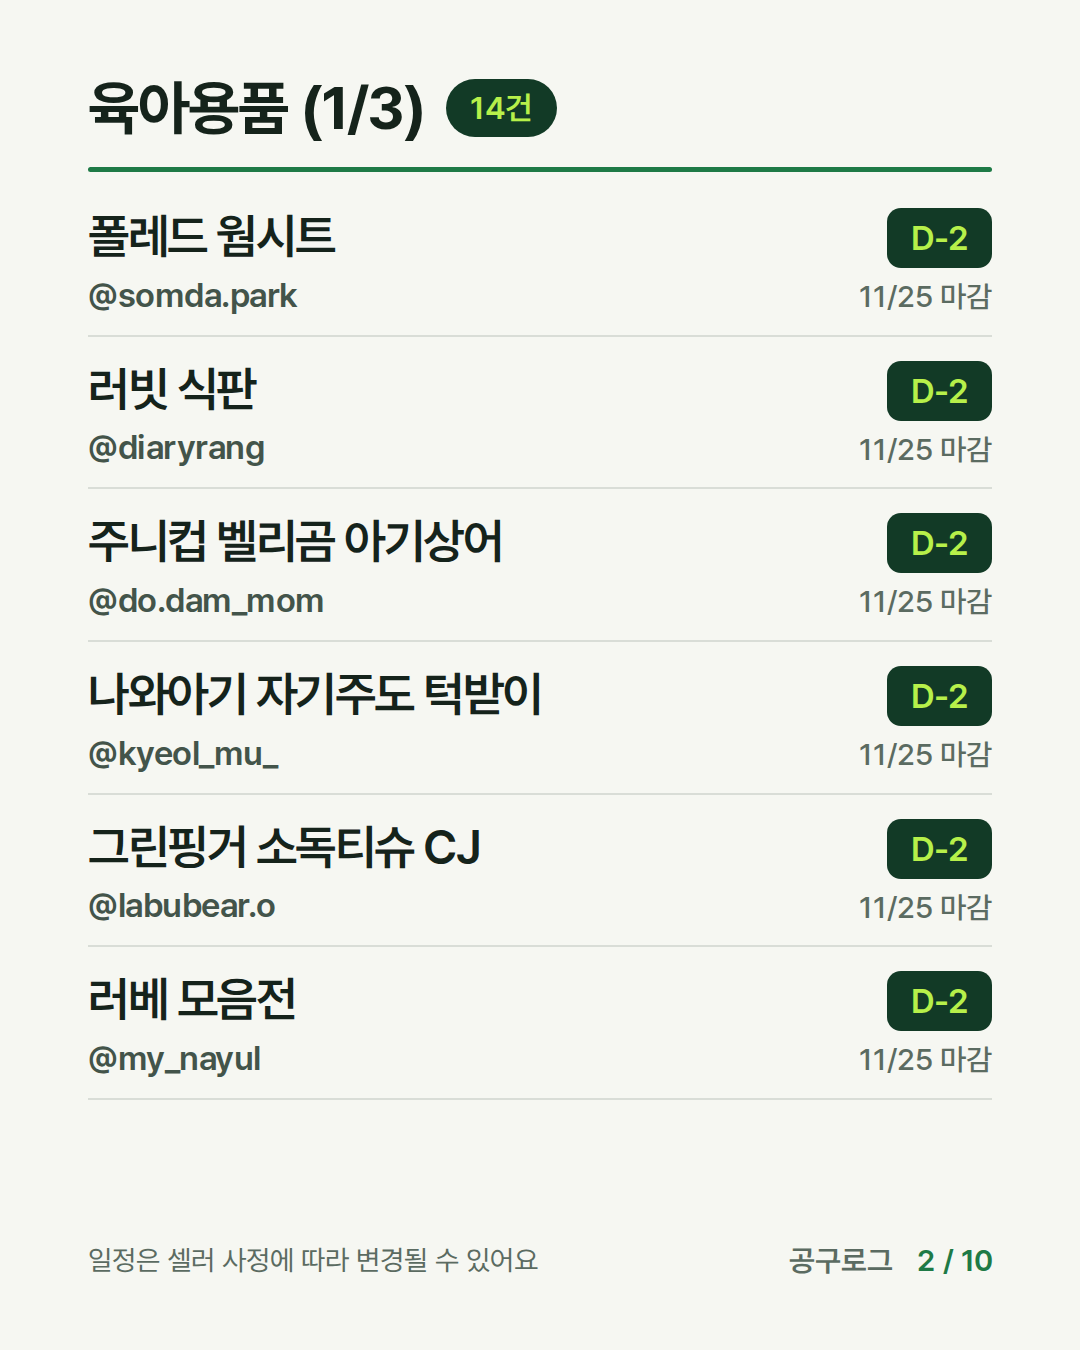 육아용품 (1/3) 14건
폴레드 웜시트 D-2
@somda.park 11/25 마감
러빗 식판 D-2
@diaryrang 11/25 마감
주니컵 벨리곰 아기상어 D-2
@do.dam_mom 11/25 마감
나와아기 자기주도 턱받이 D-2
@kyeol_mu_ 11/25 마감
그린핑거 소독티슈 CJ D-2
@labubear.o 11/25 마감
러베 모음전 D-2
@my_nayul 11/25 마감
일정은 셀러 사정에 따라 변경될 수 있어요 공구로그 2 / 10